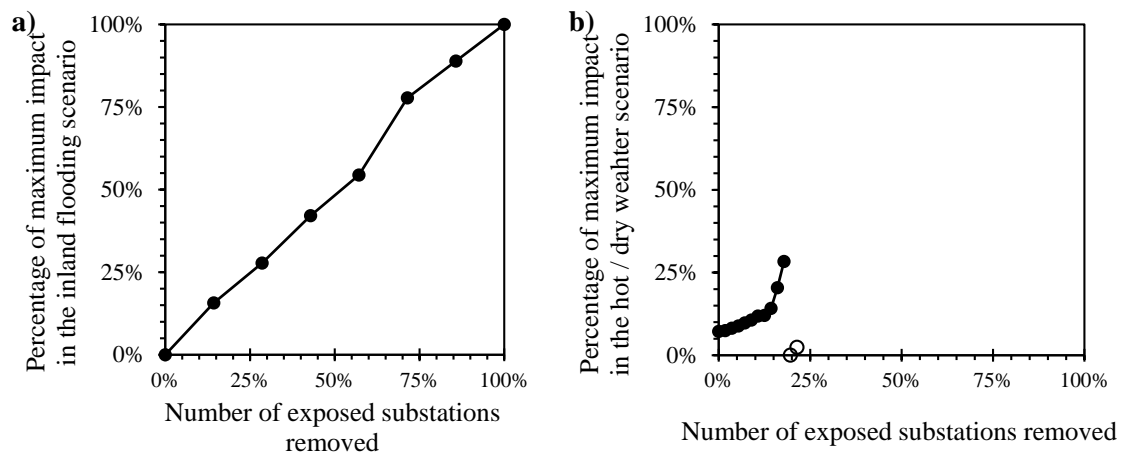 a)
Percentage of maximum impact
in the inland flooding scenario
100%
75%
50%
25%
0%
0% 25% 50% 75% 100%
Number of exposed substations
removed
b)
Percentage of maximum impact
in the hot / dry weahter scenario
100%
75%
50%
25%
0%
0% 25% 50% 75% 100%
Number of exposed substations removed